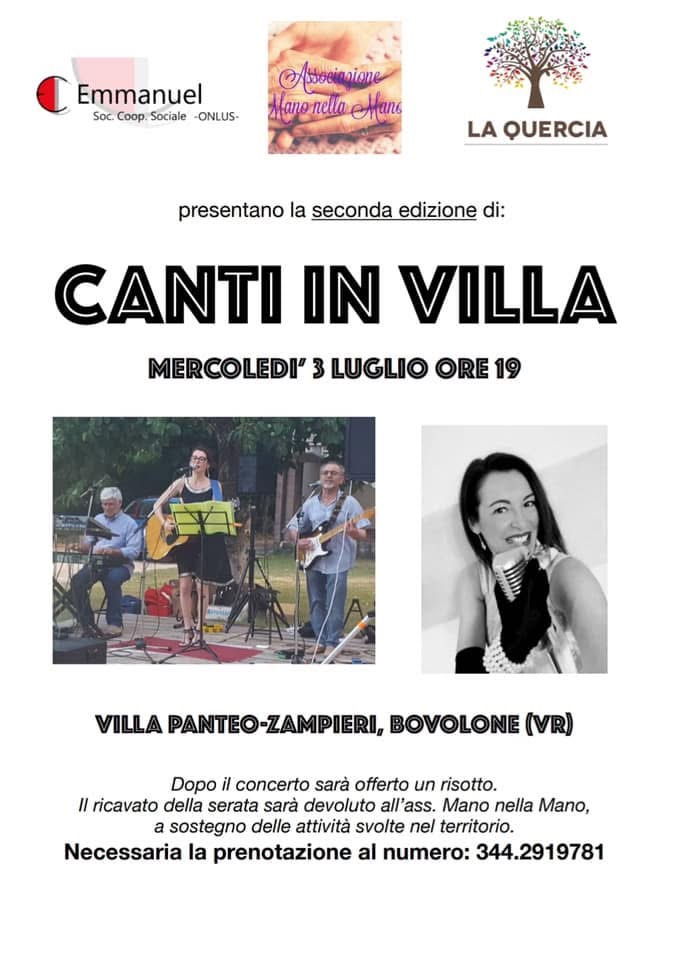 Emmanuel
Soc. Coop. Sociale -ONLUS-
Associazione
Mano nella Mano
LA QUERCIA
presentano la seconda edizione di:
CANTI IN VILLA
MERCOLEDI' 3 LUGLIO ORE 19
VILLA PANTEO-ZAMPIERI, BOVOLONE (VR)
Dopo il concerto sarà offerto un risotto.
Il ricavato della serata sarà devoluto all'ass. Mano nella Mano,
a sostegno delle attività svolte nel territorio.
Necessaria la prenotazione al numero: 344.2919781